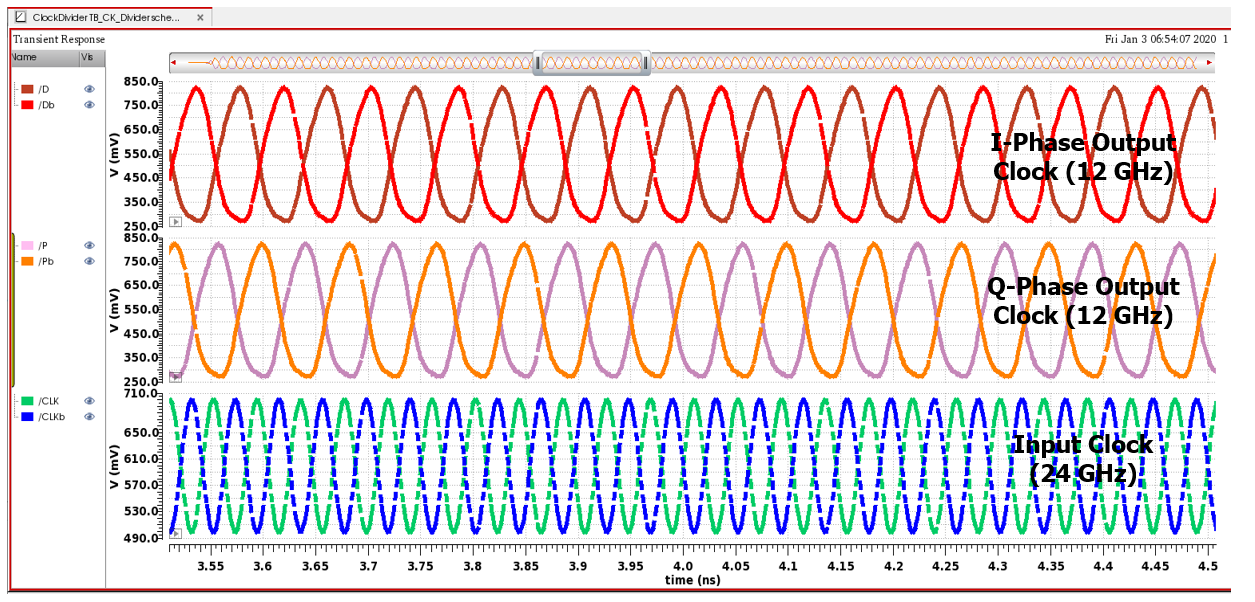 ClockDividerTB_CK_Dividersche... ×
Transient Response Fri Jan 3 06:54:07 2020 1
Name Vis
/D
/Db
/P
/Pb
/CLK
/CLKb
850.0
750.0
650.0
550.0
450.0
350.0
250.0
V (mV)
I-Phase Output
Clock (12 GHz)
850.0
750.0
650.0
550.0
450.0
350.0
250.0
V (mV)
Q-Phase Output
Clock (12 GHz)
710.0
650.0
610.0
570.0
530.0
490.0
V (mV)
Input Clock
(24 GHz)
3.55 3.6 3.65 3.7 3.75 3.8 3.85 3.9 3.95 4.0 4.05 4.1 4.15 4.2 4.25 4.3 4.35 4.4 4.45 4.5
time (ns)